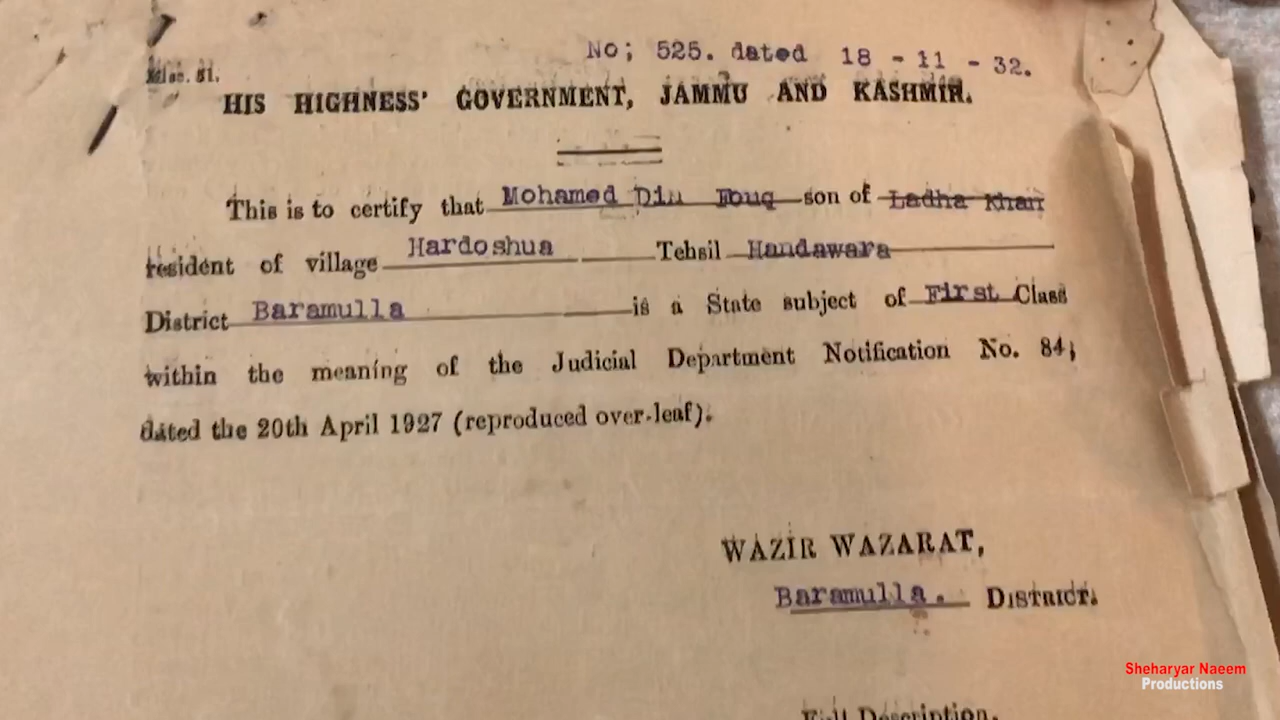 No; 525. dated 18 - 11 - 32.
HIS HIGHNESS' GOVERNMENT, JAMMU AND KASHMIR.
This is to certify that Mohamed Din Fouq son of Ladha Khan
resident of village Hardoshua Tehsil Handawara
District Baramulla is a State subject of First Class
within the meaning of the Judicial Department Notification No. 84;
dated the 20th April 1927 (reproduced over-leaf).
WAZIR WAZARAT,
Baramulla. DISTRICT.
Full Description.
Sheharyar Naeem
Productions